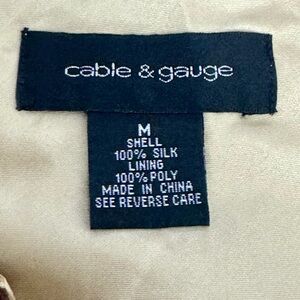 cable & gauge
M
SHELL
100% SILK
LINING
100% POLY
MADE IN CHINA
SEE REVERSE CARE